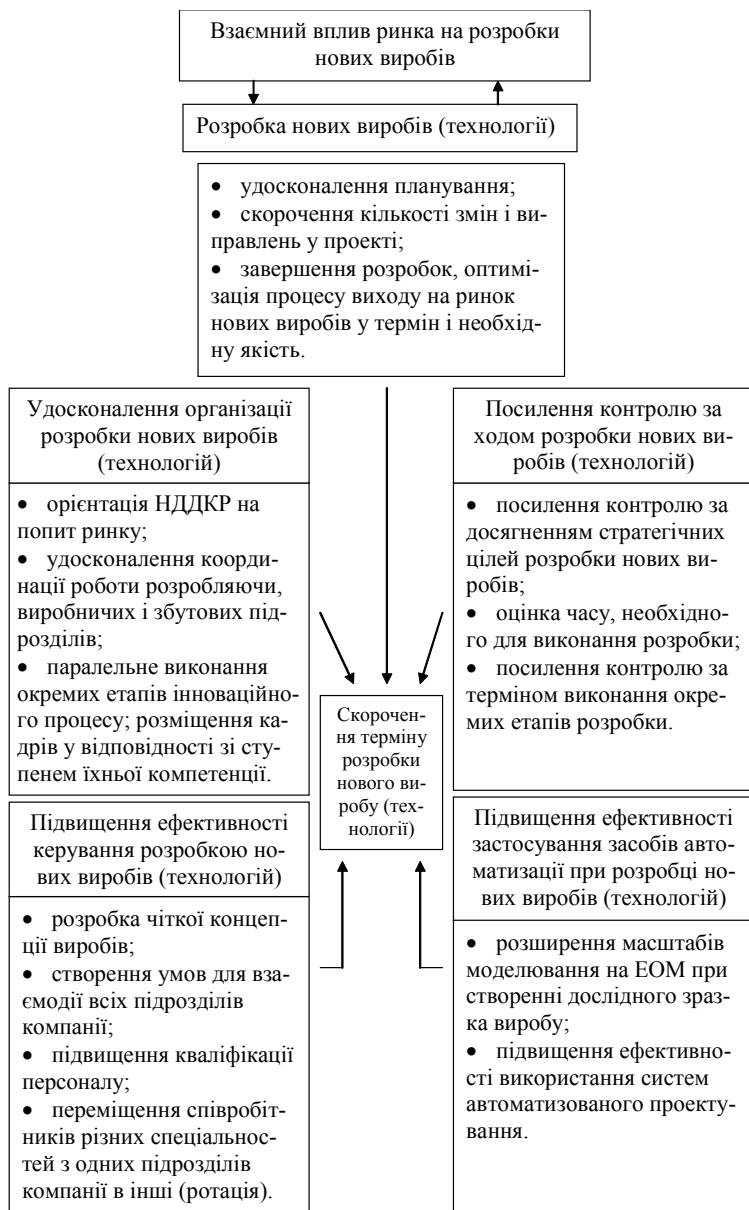 Взаємний вплив ринка на розробки
нових виробів
Розробка нових виробів (технології)
• удосконалення планування;
• скорочення кількості змін і ви-
правлень у проекті;
• завершення розробок, оптимі-
зація процесу виходу на ринок
нових виробів у термін і необхід-
ну якість.
Удосконалення організації
розробки нових виробів
(технологій)
• орієнтація НДДКР на
попит ринку;
• удосконалення коорди-
нації роботи розробляючи,
виробничих і збутових під-
розділів;
• паралельне виконання
окремих етапів інноваційно-
го процесу; розміщення ка-
дрів у відповідності зі сту-
пенем їхньої компетенції.
Посилення контролю за
ходом розробки нових ви-
робів (технологій)
• посилення контролю за
досягненням стратегічних
цілей розробки нових ви-
робів;
• оцінка часу, необхідно-
го для виконання розробки;
• посилення контролю за
терміном виконання окре-
мих етапів розробки.
Скорочен-
ня терміну
розробки
нового ви-
робу (тех-
нології)
Підвищення ефективності
керування розробкою но-
вих виробів (технологій)
• розробка чіткої концеп-
ції виробів;
• створення умов для вза-
ємодії всіх підрозділів
компанії;
• підвищення кваліфікації
персоналу;
• переміщення співробіт-
ників різних спеціальнос-
тей з одних підрозділів
компанії в інші (ротація).
Підвищення ефективності
застосування засобів авто-
матизації при розробці но-
вих виробів (технологій)
• розширення масштабів
моделювання на ЕОМ при
створенні дослідного зраз-
ка виробу;
• підвищення ефективно-
сті використання систем
автоматизованого проекту-
вання.